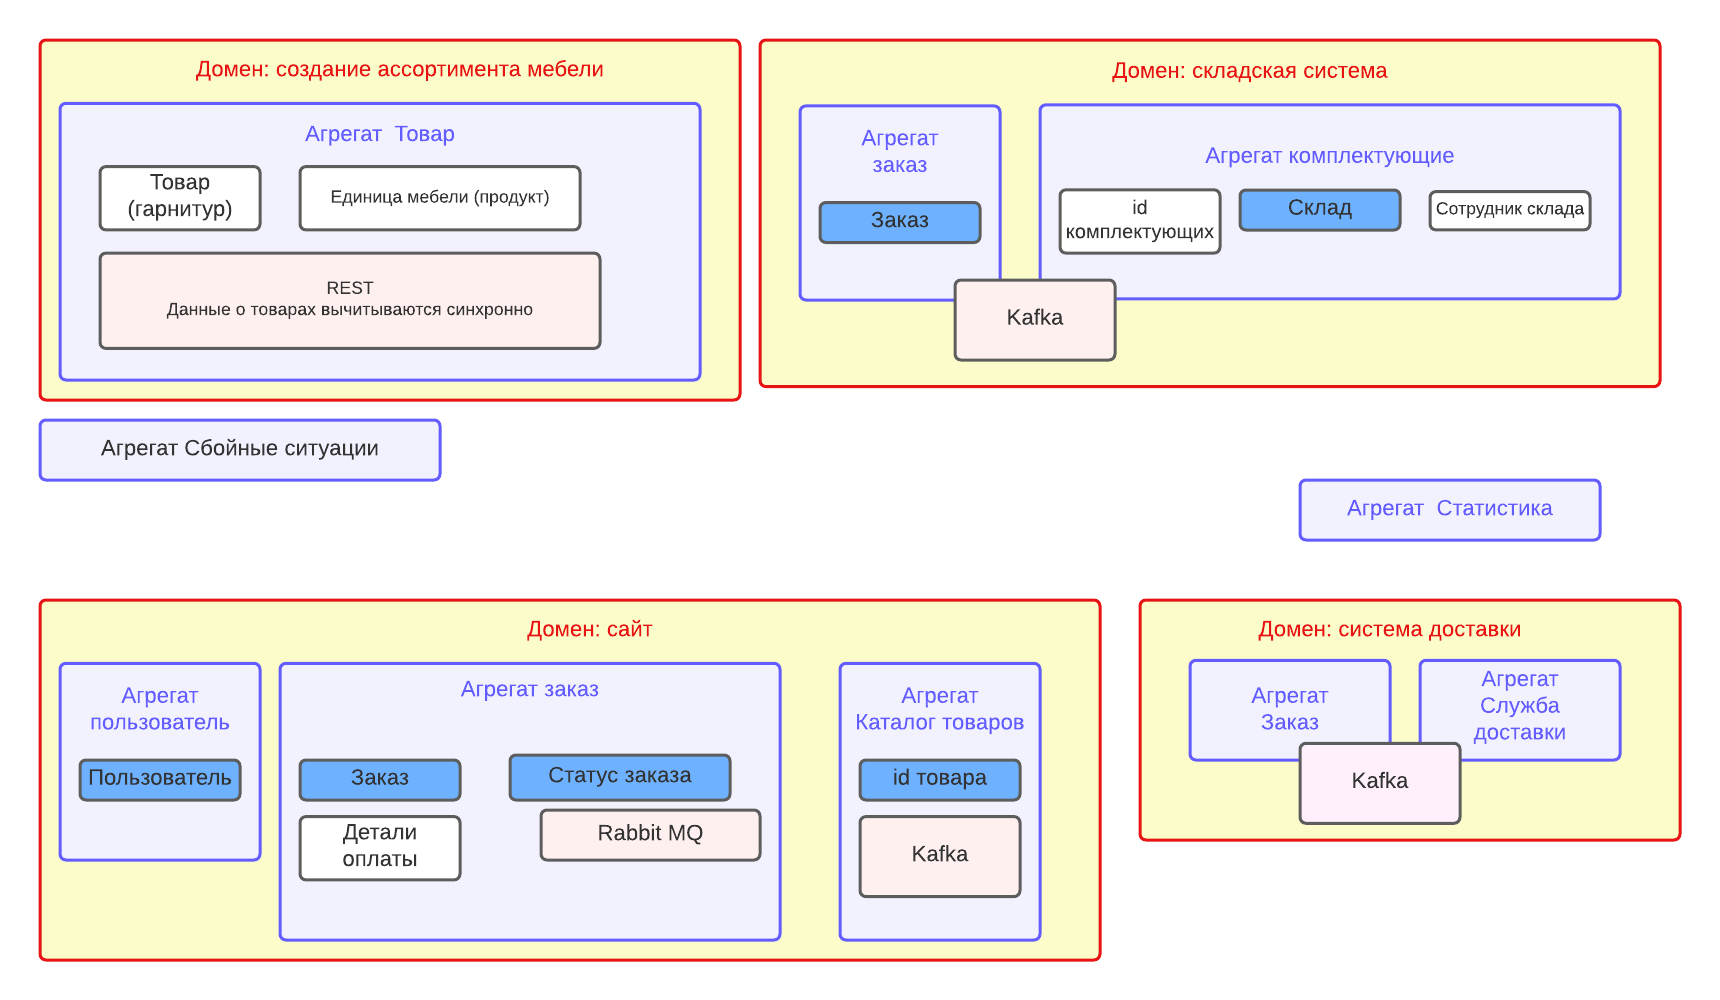 Домен: создание ассортимента мебели
Агрегат  Товар
Товар
(гарнитур)
Единица мебели (продукт)
REST
Данные о товарах вычитываются синхронно
Домен: складская система
Агрегат
заказ
Заказ
Агрегат комплектующие
id
комплектующих
Склад
Сотрудник склада
Kafka
Агрегат Сбойные ситуации
Агрегат  Статистика
Домен: сайт
Агрегат
пользователь
Пользователь
Агрегат заказ
Заказ
Статус заказа
Детали
оплаты
Rabbit MQ
Агрегат
Каталог товаров
id товара
Kafka
Домен: система доставки
Агрегат
Заказ
Агрегат
Служба
доставки
Kafka